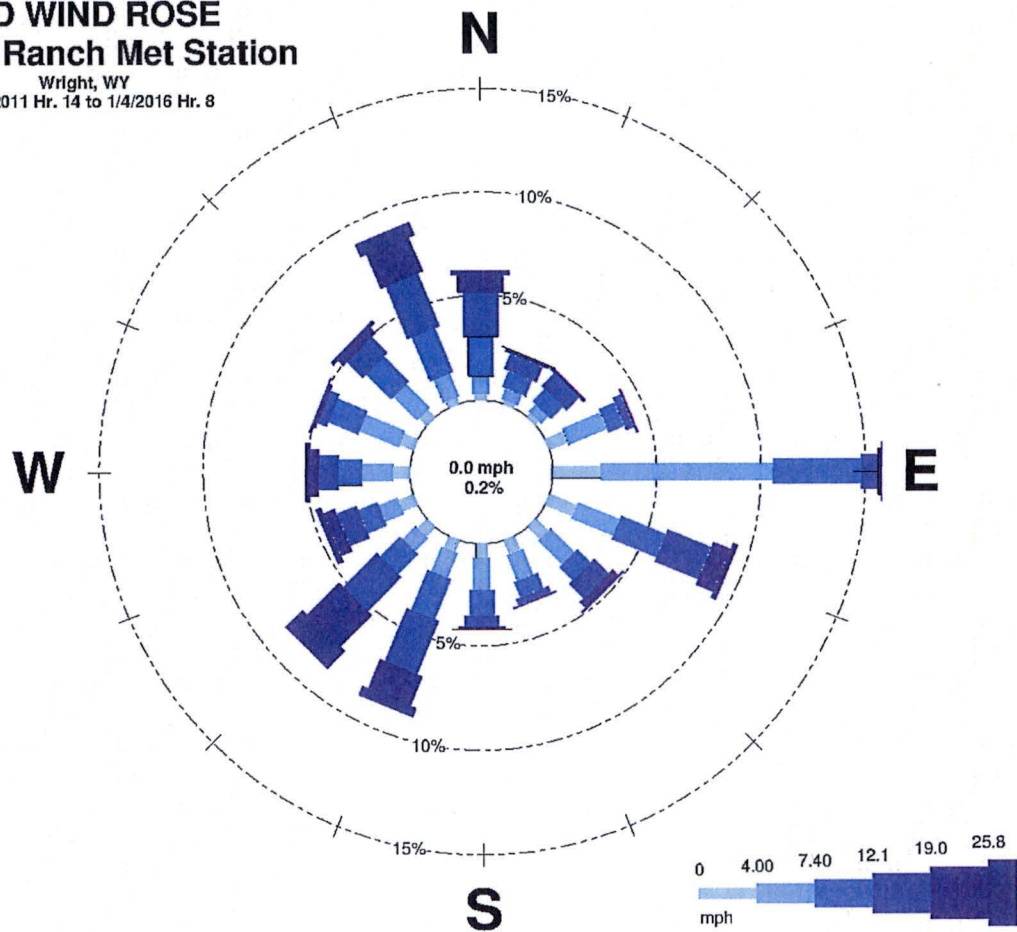 WIND ROSE
Ranch Met Station
Wright, WY
2011 Hr. 14 to 1/4/2016 Hr. 8
N
15%
10%
5%
W
0.0 mph
0.2%
E
5%
10%
15%
S
0 4.00 7.40 12.1 19.0 25.8
mph